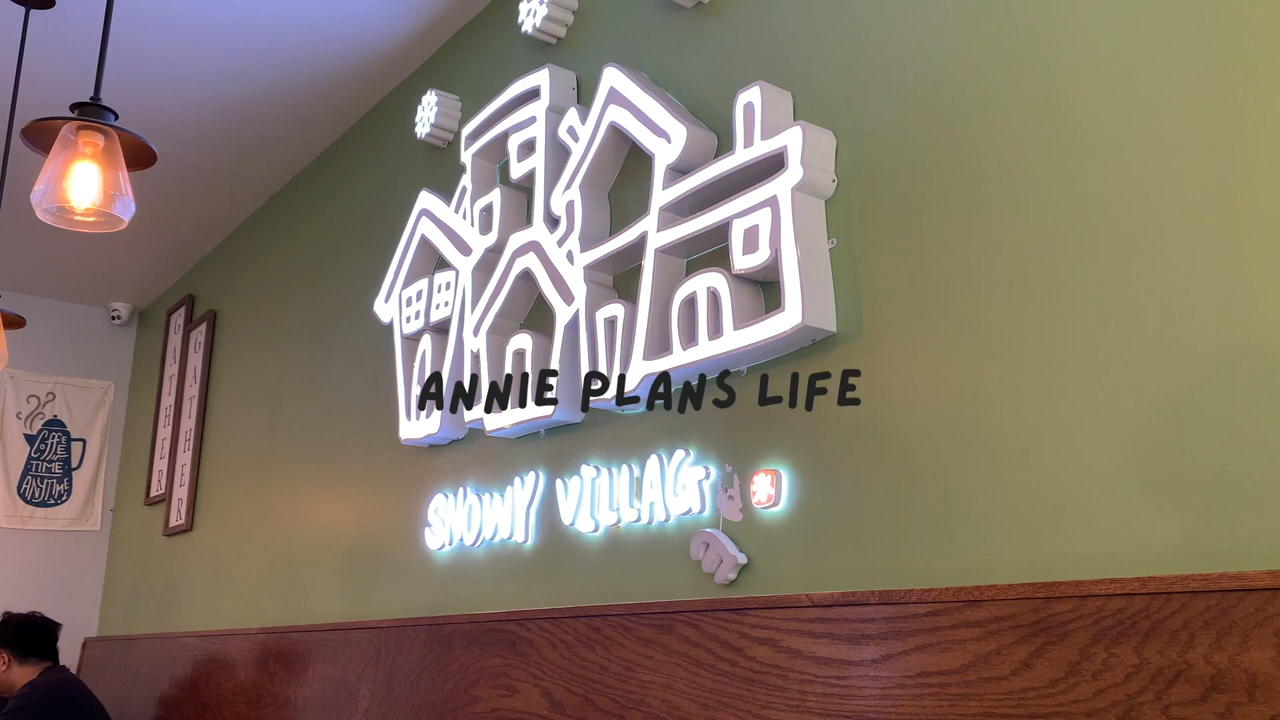 GATHER
GATHER
COFFEE
TIME
ANYTIME
ANNIE PLANS LIFE
SNOWY VILLAGE